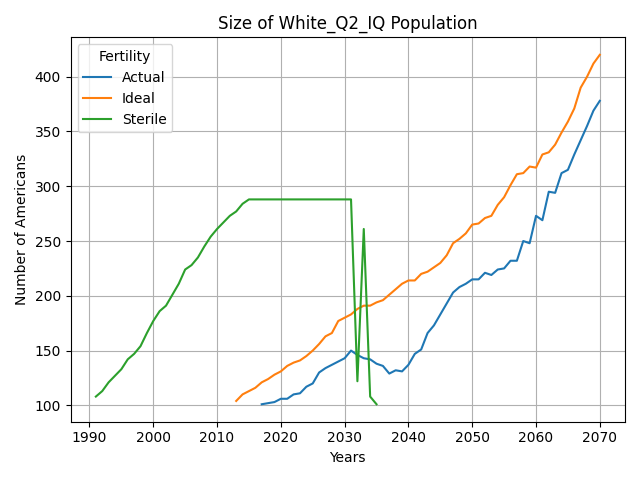 Size of White_Q2_IQ Population
Fertility
Actual
Ideal
Sterile
Number of Americans
400
350
300
250
200
150
100
1990 2000 2010 2020 2030 2040 2050 2060 2070
Years